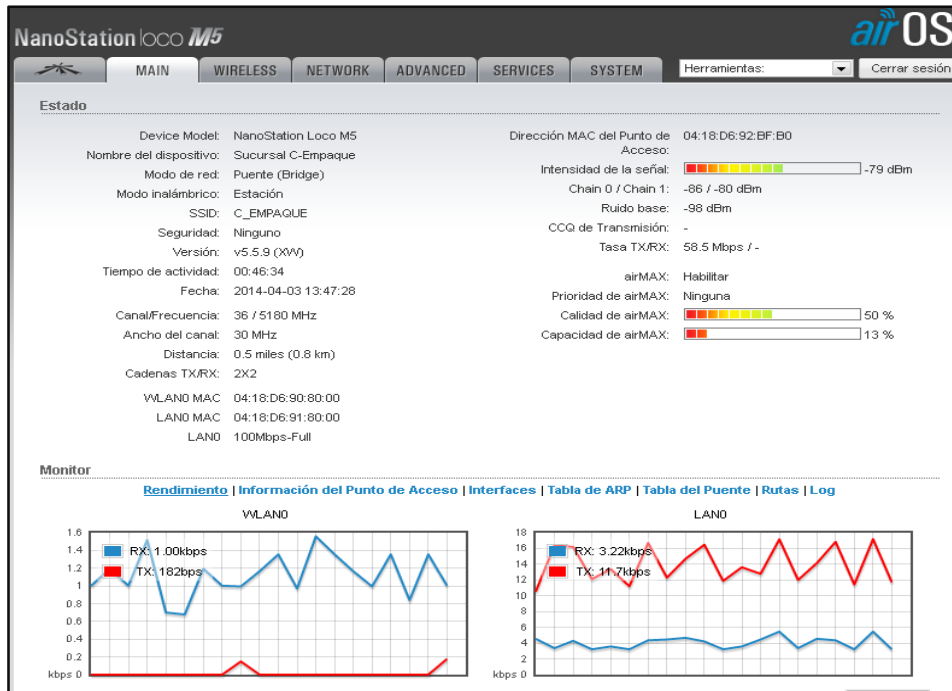 NanoStation loco M5
airOS
MAIN WIRELESS NETWORK ADVANCED SERVICES SYSTEM Herramientas: Cerrar sesión
Estado
Device Model: NanoStation Loco M5
Nombre del dispositivo: Sucursal C-Empaque
Modo de red: Puente (Bridge)
Modo inalámbrico: Estación
SSID: C_EMPAQUE
Seguridad: Ninguno
Versión: v5.5.9 (XW)
Tiempo de actividad: 00:46:34
Fecha: 2014-04-03 13:47:28
Canal/Frecuencia: 36 / 5180 MHz
Ancho del canal: 30 MHz
Distancia: 0.5 miles (0.8 km)
Cadenas TX/RX: 2X2
WLAN0 MAC 04:18:D6:90:80:00
LAN0 MAC 04:18:D6:91:80:00
LAN0 100Mbps-Full
Dirección MAC del Punto de Acceso: 04:18:D6:92:BF:B0
Intensidad de la señal: -79 dBm
Chain 0 / Chain 1: -86 / -80 dBm
Ruido base: -98 dBm
CCQ de Transmisión: -
Tasa TX/RX: 58.5 Mbps / -
airMAX: Habilitar
Prioridad de airMAX: Ninguna
Calidad de airMAX: 50 %
Capacidad de airMAX: 13 %
Monitor
Rendimiento | Información del Punto de Acceso | Interfaces | Tabla de ARP | Tabla del Puente | Rutas | Log
WLAN0
1.6
1.4
1.2
1
0.8
0.6
0.4
0.2
kbps 0
RX: 1.00kbps
TX: 182bps
LAN0
18
16
14
12
10
8
6
4
2
kbps 0
RX: 3.22kbps
TX: 11.7kbps